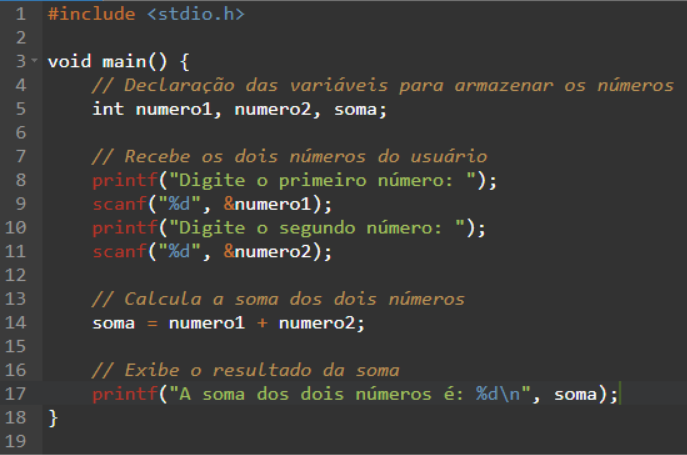 1 #include <stdio.h>
2
3 void main() {
4 // Declaração das variáveis para armazenar os números
5 int numero1, numero2, soma;
6
7 // Recebe os dois números do usuário
8 printf("Digite o primeiro número: ");
9 scanf("%d", &numero1);
10 printf("Digite o segundo número: ");
11 scanf("%d", &numero2);
12
13 // Calcula a soma dos dois números
14 soma = numero1 + numero2;
15
16 // Exibe o resultado da soma
17 printf("A soma dos dois números é: %d\n", soma);
18 }
19